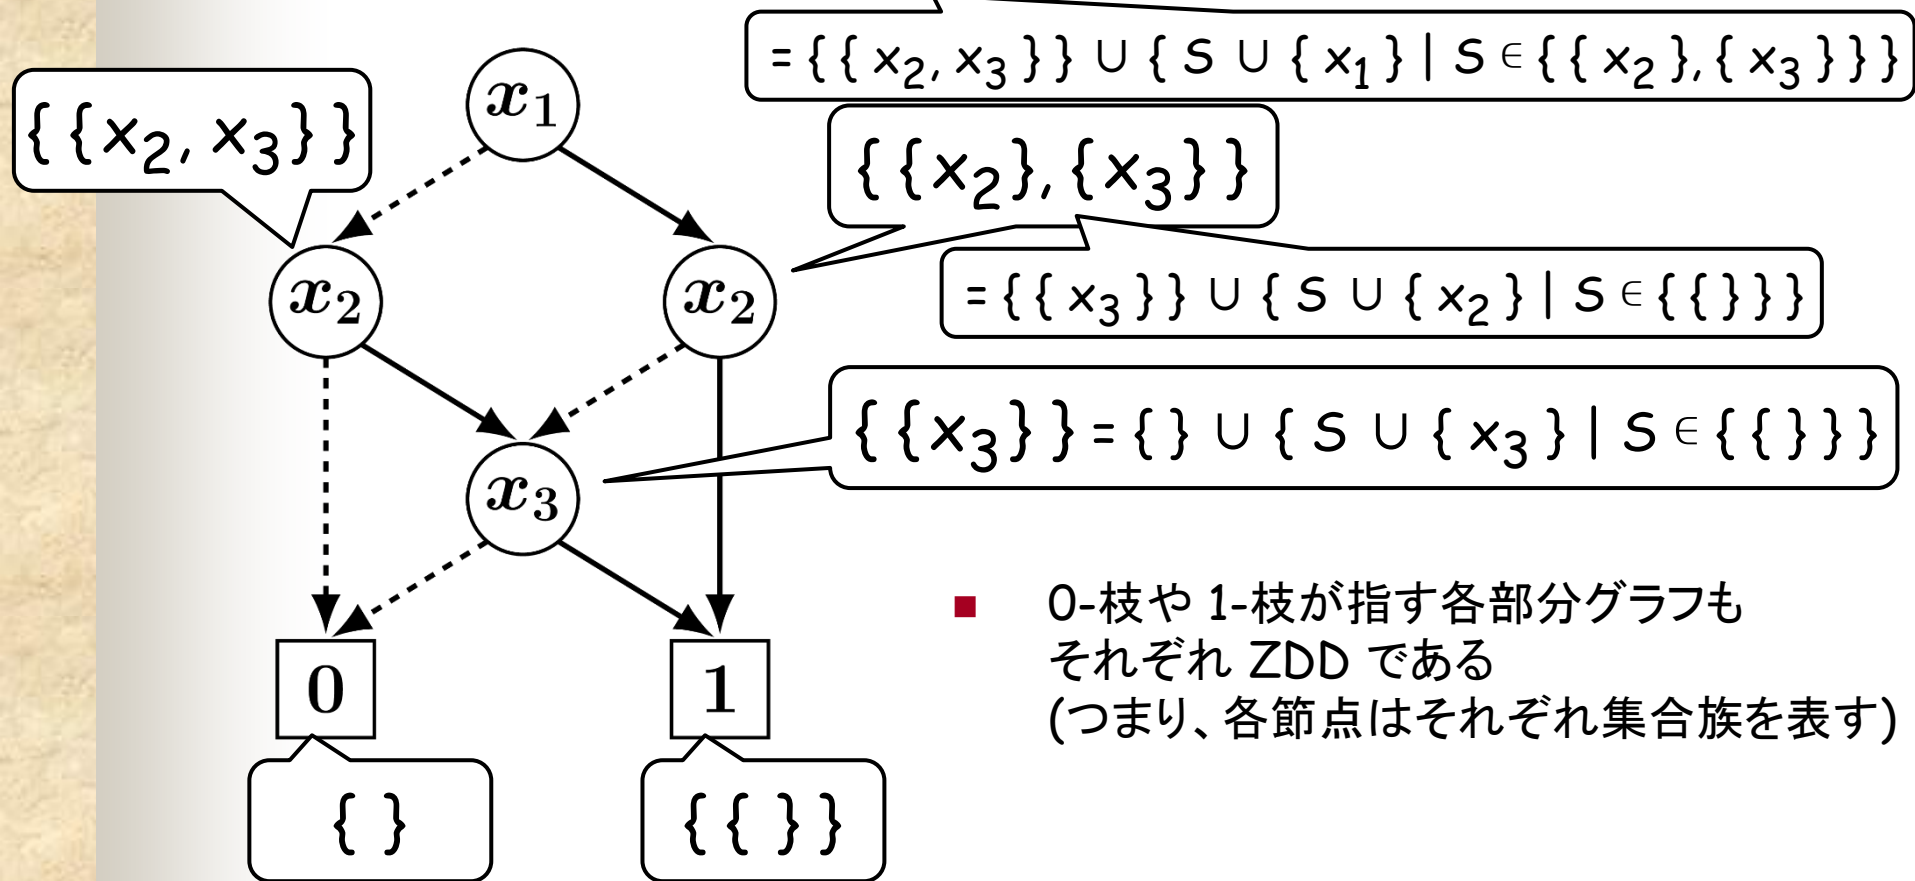 = { { x₂, x₃ } } ∪ { S ∪ { x₁ } | S ∈ { { x₂ }, { x₃ } } }
{ {x₂, x₃} }
x₁
{ {x₂}, {x₃} }
x₂
x₂
= { { x₃ } } ∪ { S ∪ { x₂ } | S ∈ { { } } }
{ {x₃} } = { } ∪ { S ∪ { x₃ } | S ∈ { { } } }
x₃
■ 0-枝や 1-枝が指す各部分グラフも
それぞれ ZDD である
(つまり、各節点はそれぞれ集合族を表す)
0
1
{ }
{ { } }